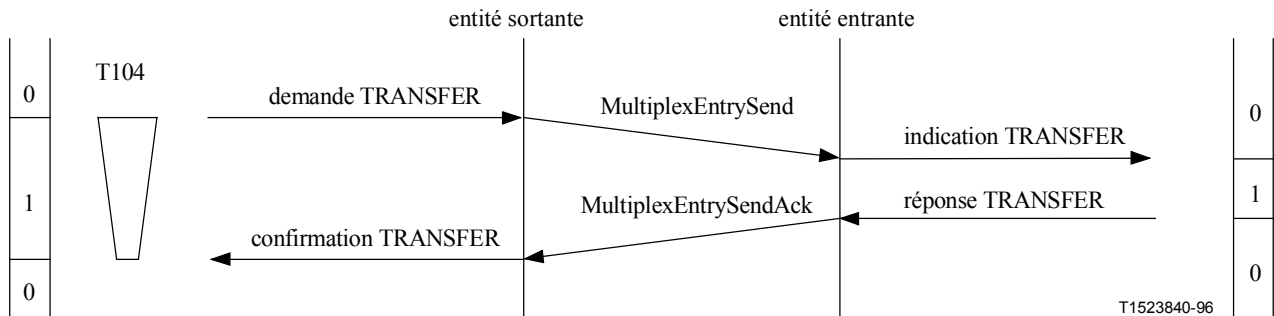 entité sortante
entité entrante
T104
0
demande TRANSFER
MultiplexEntrySend
0
indication TRANSFER
1
MultiplexEntrySendAck
réponse TRANSFER
1
confirmation TRANSFER
0
0
T1523840-96